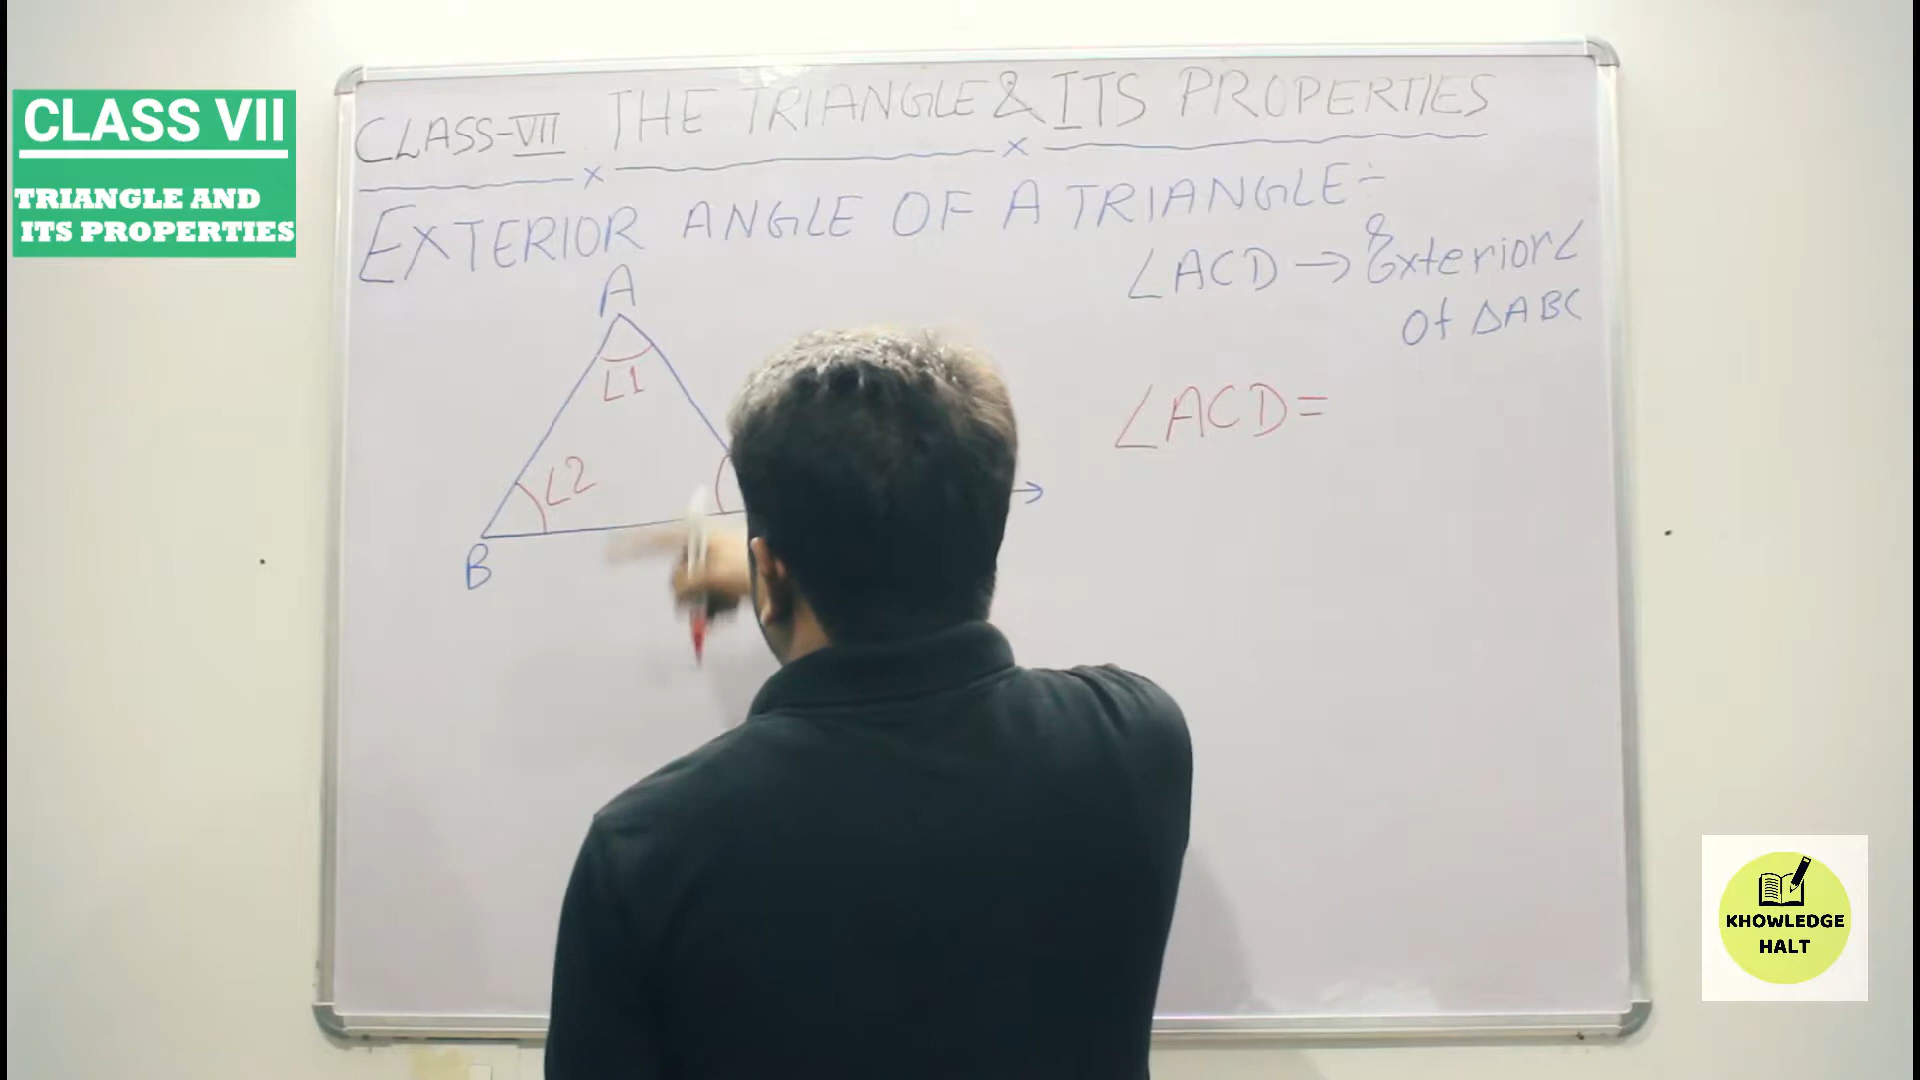 CLASS VII
TRIANGLE AND
ITS PROPERTIES
CLASS-VII THE TRIANGLE & ITS PROPERTIES
EXTERIOR ANGLE OF A TRIANGLE:-
∠ACD → Exterior∠
of ΔABC
A
∠1
∠ACD=
∠2
B
KHOWLEDGE
HALT